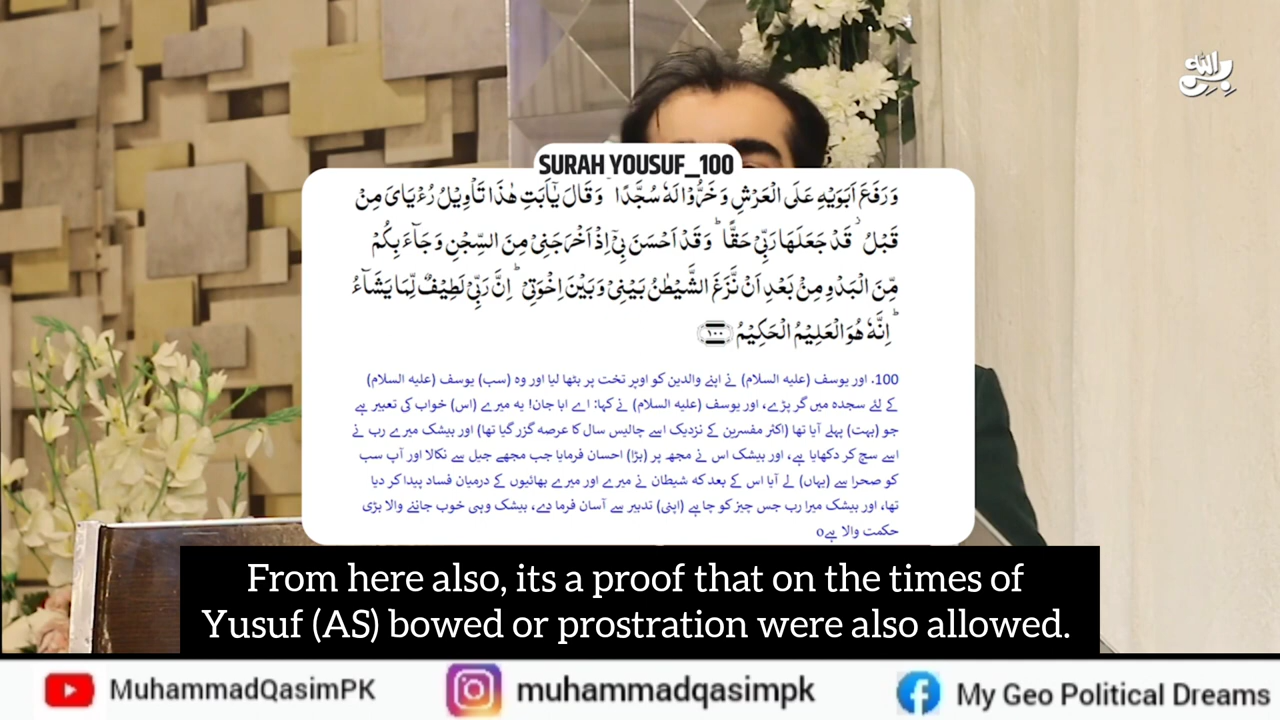 بسم الله
SURAH YOUSUF_100
وَرَفَعَ اَبَوَیْهِ عَلَی الْعَرْشِ وَخَرُّوْا لَهٗ سُجَّدًا ۚ وَقَالَ یٰۤاَبَتِ هٰذَا تَاْوِیْلُ رُءْیَایَ مِنْ
قَبْلُ ؗ قَدْ جَعَلَهَا رَبِّیْ حَقًّا ؕ وَقَدْ اَحْسَنَ بِیْۤ اِذْ اَخْرَجَنِیْ مِنَ السِّجْنِ وَجَآءَ بِكُمْ
مِّنَ الْبَدْوِ مِنْۢ بَعْدِ اَنْ نَّزَغَ الشَّیْطٰنُ بَیْنِیْ وَبَیْنَ اِخْوَتِیْ ؕ اِنَّ رَبِّیْ لَطِیْفٌ لِّمَا یَشَآءُ
ؕ اِنَّهٗ هُوَ الْعَلِیْمُ الْحَكِیْمُ ۝۱۰۰
100. اور یوسف (علیہ السلام) نے اپنے والدین کو اوپر تخت پر بٹھا لیا اور وہ (سب) یوسف (علیہ السلام)
کے لئے سجدہ میں گر پڑے، اور یوسف (علیہ السلام) نے کہا: اے ابا جان! یہ میرے (اس) خواب کی تعبیر ہے
جو (بہت) پہلے آیا تھا (اکثر مفسرین کے نزدیک اسے چالیس سال کا عرصہ گزر گیا تھا) اور بیشک میرے رب نے
اسے سچ کر دکھایا ہے، اور بیشک اس نے مجھ پر (بڑا) احسان فرمایا جب مجھے جیل سے نکالا اور آپ سب
کو صحرا سے (یہاں) لے آیا اس کے بعد کہ شیطان نے میرے اور میرے بھائیوں کے درمیان فساد پیدا کر دیا
تھا، اور بیشک میرا رب جس چیز کو چاہے (اپنی) تدبیر سے آسان فرما دے، بیشک وہی خوب جاننے والا بڑی
حکمت والا ہےo
From here also, its a proof that on the times of
Yusuf (AS) bowed or prostration were also allowed.
MuhammadQasimPK muhammadqasimpk My Geo Political Dreams